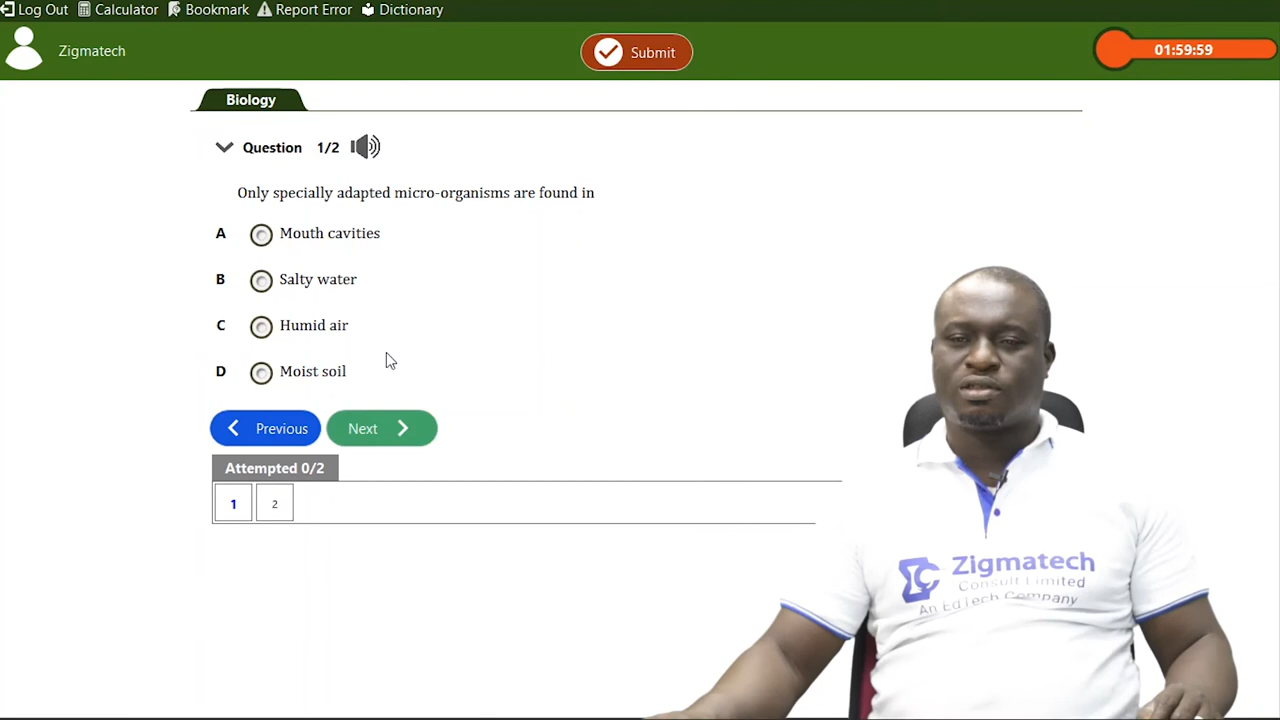 Log Out Calculator Bookmark Report Error Dictionary
Zigmatech Submit 01:59:59
Biology
Question 1/2
Only specially adapted micro-organisms are found in
A Mouth cavities
B Salty water
C Humid air
D Moist soil
Previous Next
Attempted 0/2
1 2
Zigmatech
Consult Limited
An EdTech Company